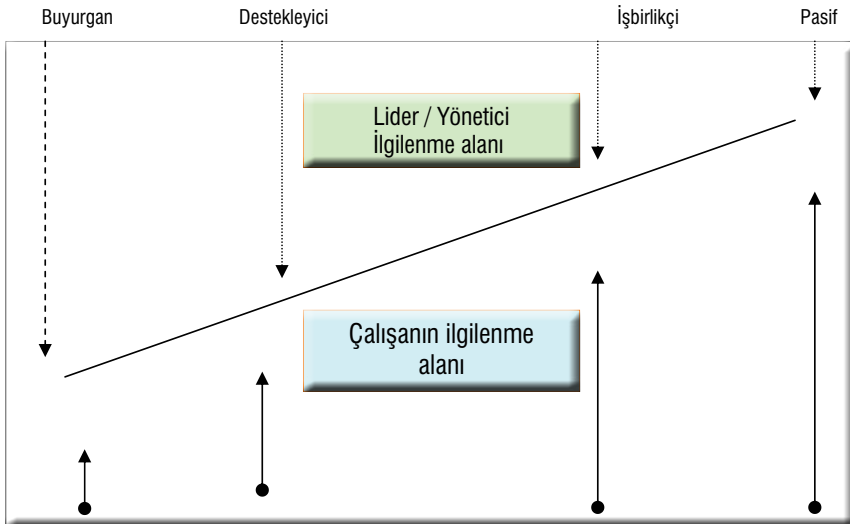 Buyurgan Destekleyici İşbirlikçi Pasif
Lider / Yönetici
İlgilenme alanı
Çalışanın ilgilenme
alanı